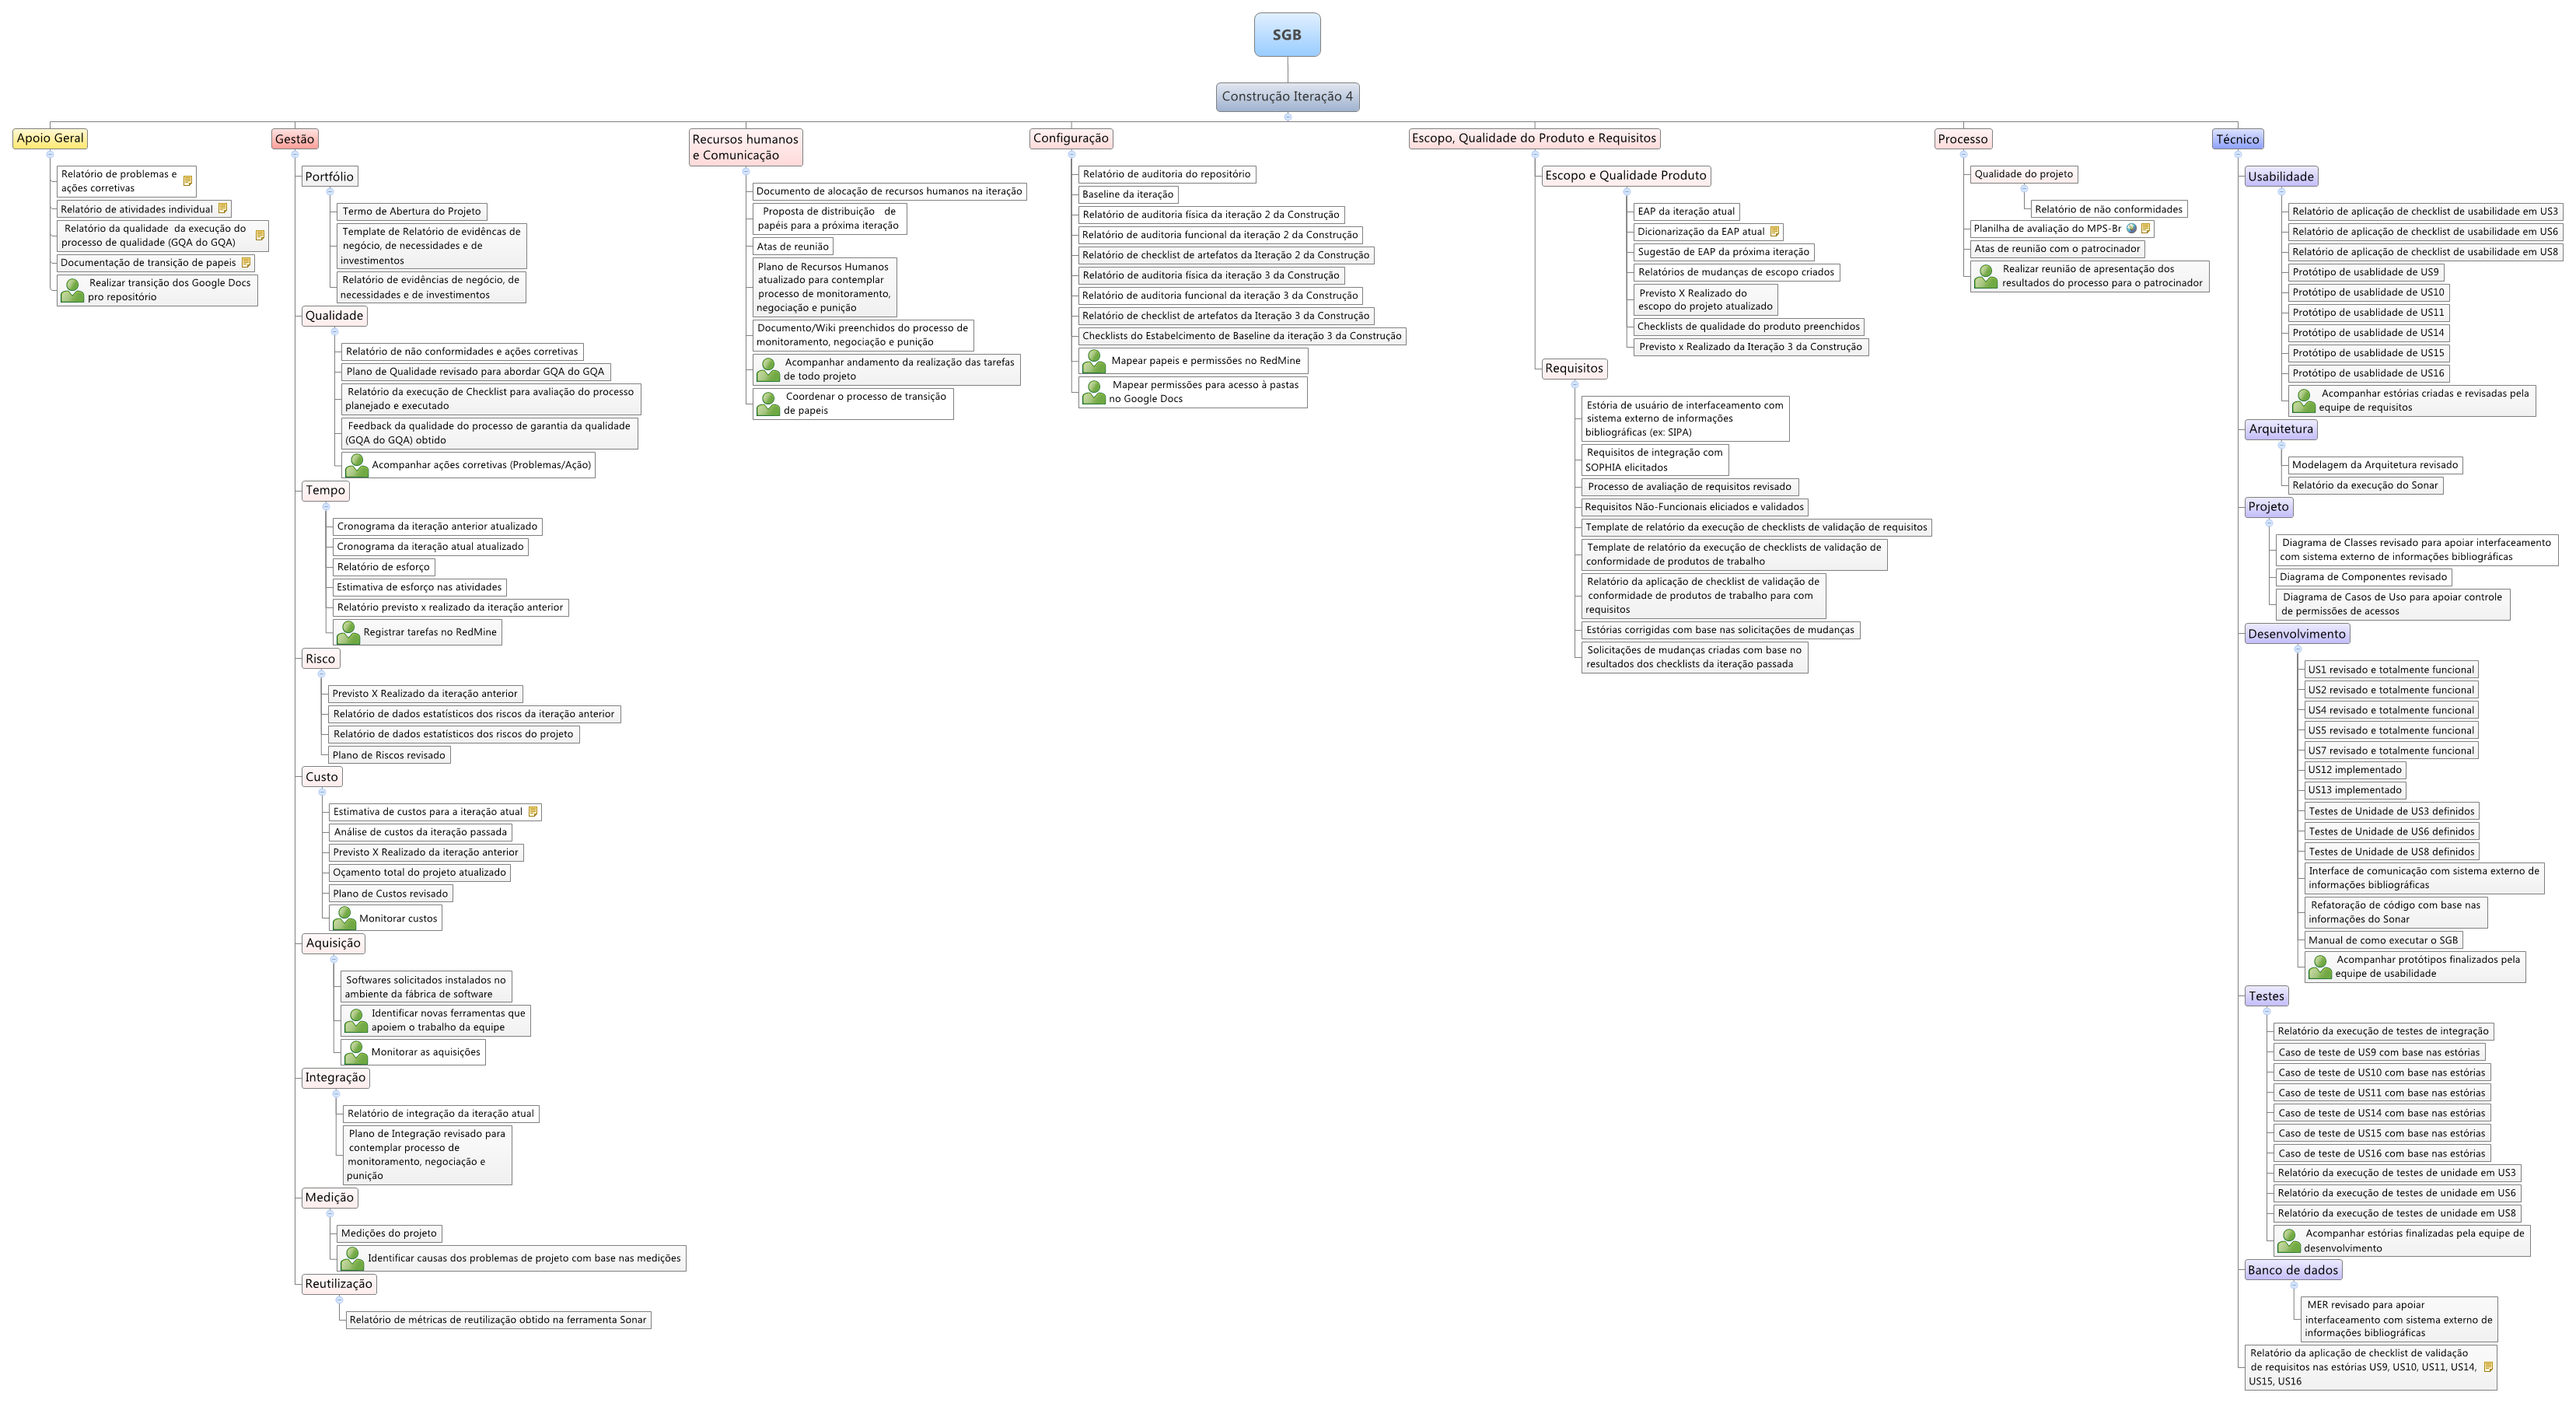 SGB
Construção Iteração 4
Apoio Geral
Relatório de problemas e
ações corretivas
Relatório de atividades individual
Relatório da qualidade da execução do
processo de qualidade (GQA do GQA)
Documentação de transição de papeis
Realizar transição dos Google Docs
pro repositório
Gestão
Portfólio
Termo de Abertura do Projeto
Template de Relatório de evidêncas de
negócio, de necessidades e de
investimentos
Relatório de evidências de negócio, de
necessidades e de investimentos
Qualidade
Relatório de não conformidades e ações corretivas
Plano de Qualidade revisado para abordar GQA do GQA
Relatório da execução de Checklist para avaliação do processo
planejado e executado
Feedback da qualidade do processo de garantia da qualidade
(GQA do GQA) obtido
Acompanhar ações corretivas (Problemas/Ação)
Tempo
Cronograma da iteração anterior atualizado
Cronograma da iteração atual atualizado
Relatório de esforço
Estimativa de esforço nas atividades
Relatório previsto x realizado da iteração anterior
Registrar tarefas no RedMine
Risco
Previsto X Realizado da iteração anterior
Relatório de dados estatísticos dos riscos da iteração anterior
Relatório de dados estatísticos dos riscos do projeto
Plano de Riscos revisado
Custo
Estimativa de custos para a iteração atual
Análise de custos da iteração passada
Previsto X Realizado da iteração anterior
Oçamento total do projeto atualizado
Plano de Custos revisado
Monitorar custos
Aquisição
Softwares solicitados instalados no
ambiente da fábrica de software
Identificar novas ferramentas que
apoiem o trabalho da equipe
Monitorar as aquisições
Integração
Relatório de integração da iteração atual
Plano de Integração revisado para
contemplar processo de
monitoramento, negociação e
punição
Medição
Medições do projeto
Identificar causas dos problemas de projeto com base nas medições
Reutilização
Relatório de métricas de reutilização obtido na ferramenta Sonar
Recursos humanos
e Comunicação
Documento de alocação de recursos humanos na iteração
Proposta de distribuição de
papéis para a próxima iteração
Atas de reunião
Plano de Recursos Humanos
atualizado para contemplar
processo de monitoramento,
negociação e punição
Documento/Wiki preenchidos do processo de
monitoramento, negociação e punição
Acompanhar andamento da realização das tarefas
de todo projeto
Coordenar o processo de transição
de papeis
Configuração
Relatório de auditoria do repositório
Baseline da iteração
Relatório de auditoria física da iteração 2 da Construção
Relatório de auditoria funcional da iteração 2 da Construção
Relatório de checklist de artefatos da Iteração 2 da Construção
Relatório de auditoria física da iteração 3 da Construção
Relatório de auditoria funcional da iteração 3 da Construção
Relatório de checklist de artefatos da Iteração 3 da Construção
Checklists do Estabelcimento de Baseline da iteração 3 da Construção
Mapear papeis e permissões no RedMine
Mapear permissões para acesso à pastas
no Google Docs
Escopo, Qualidade do Produto e Requisitos
Escopo e Qualidade Produto
EAP da iteração atual
Dicionarização da EAP atual
Sugestão de EAP da próxima iteração
Relatórios de mudanças de escopo criados
Previsto X Realizado do
escopo do projeto atualizado
Checklists de qualidade do produto preenchidos
Previsto x Realizado da Iteração 3 da Construção
Requisitos
Estória de usuário de interfaceamento com
sistema externo de informações
bibliográficas (ex: SIPA)
Requisitos de integração com
SOPHIA elicitados
Processo de avaliação de requisitos revisado
Requisitos Não-Funcionais eliciados e validados
Template de relatório da execução de checklists de validação de requisitos
Template de relatório da execução de checklists de validação de
conformidade de produtos de trabalho
Relatório da aplicação de checklist de validação de
conformidade de produtos de trabalho para com
requisitos
Estórias corrigidas com base nas solicitações de mudanças
Solicitações de mudanças criadas com base no
resultados dos checklists da iteração passada
Processo
Qualidade do projeto
Relatório de não conformidades
Planilha de avaliação do MPS-Br
Atas de reunião com o patrocinador
Realizar reunião de apresentação dos
resultados do processo para o patrocinador
Técnico
Usabilidade
Relatório de aplicação de checklist de usabilidade em US3
Relatório de aplicação de checklist de usabilidade em US6
Relatório de aplicação de checklist de usabilidade em US8
Protótipo de usablidade de US9
Protótipo de usablidade de US10
Protótipo de usablidade de US11
Protótipo de usablidade de US14
Protótipo de usablidade de US15
Protótipo de usablidade de US16
Acompanhar estórias criadas e revisadas pela
equipe de requisitos
Arquitetura
Modelagem da Arquitetura revisado
Relatório da execução do Sonar
Projeto
Diagrama de Classes revisado para apoiar interfaceamento
com sistema externo de informações bibliográficas
Diagrama de Componentes revisado
Diagrama de Casos de Uso para apoiar controle
de permissões de acessos
Desenvolvimento
US1 revisado e totalmente funcional
US2 revisado e totalmente funcional
US4 revisado e totalmente funcional
US5 revisado e totalmente funcional
US7 revisado e totalmente funcional
US12 implementado
US13 implementado
Testes de Unidade de US3 definidos
Testes de Unidade de US6 definidos
Testes de Unidade de US8 definidos
Interface de comunicação com sistema externo de
informações bibliográficas
Refatoração de código com base nas
informações do Sonar
Manual de como executar o SGB
Acompanhar protótipos finalizados pela
equipe de usabilidade
Testes
Relatório da execução de testes de integração
Caso de teste de US9 com base nas estórias
Caso de teste de US10 com base nas estórias
Caso de teste de US11 com base nas estórias
Caso de teste de US14 com base nas estórias
Caso de teste de US15 com base nas estórias
Caso de teste de US16 com base nas estórias
Relatório da execução de testes de unidade em US3
Relatório da execução de testes de unidade em US6
Relatório da execução de testes de unidade em US8
Acompanhar estórias finalizadas pela equipe de
desenvolvimento
Banco de dados
MER revisado para apoiar
interfaceamento com sistema externo de
informações bibliográficas
Relatório da aplicação de checklist de validação
de requisitos nas estórias US9, US10, US11, US14,
US15, US16